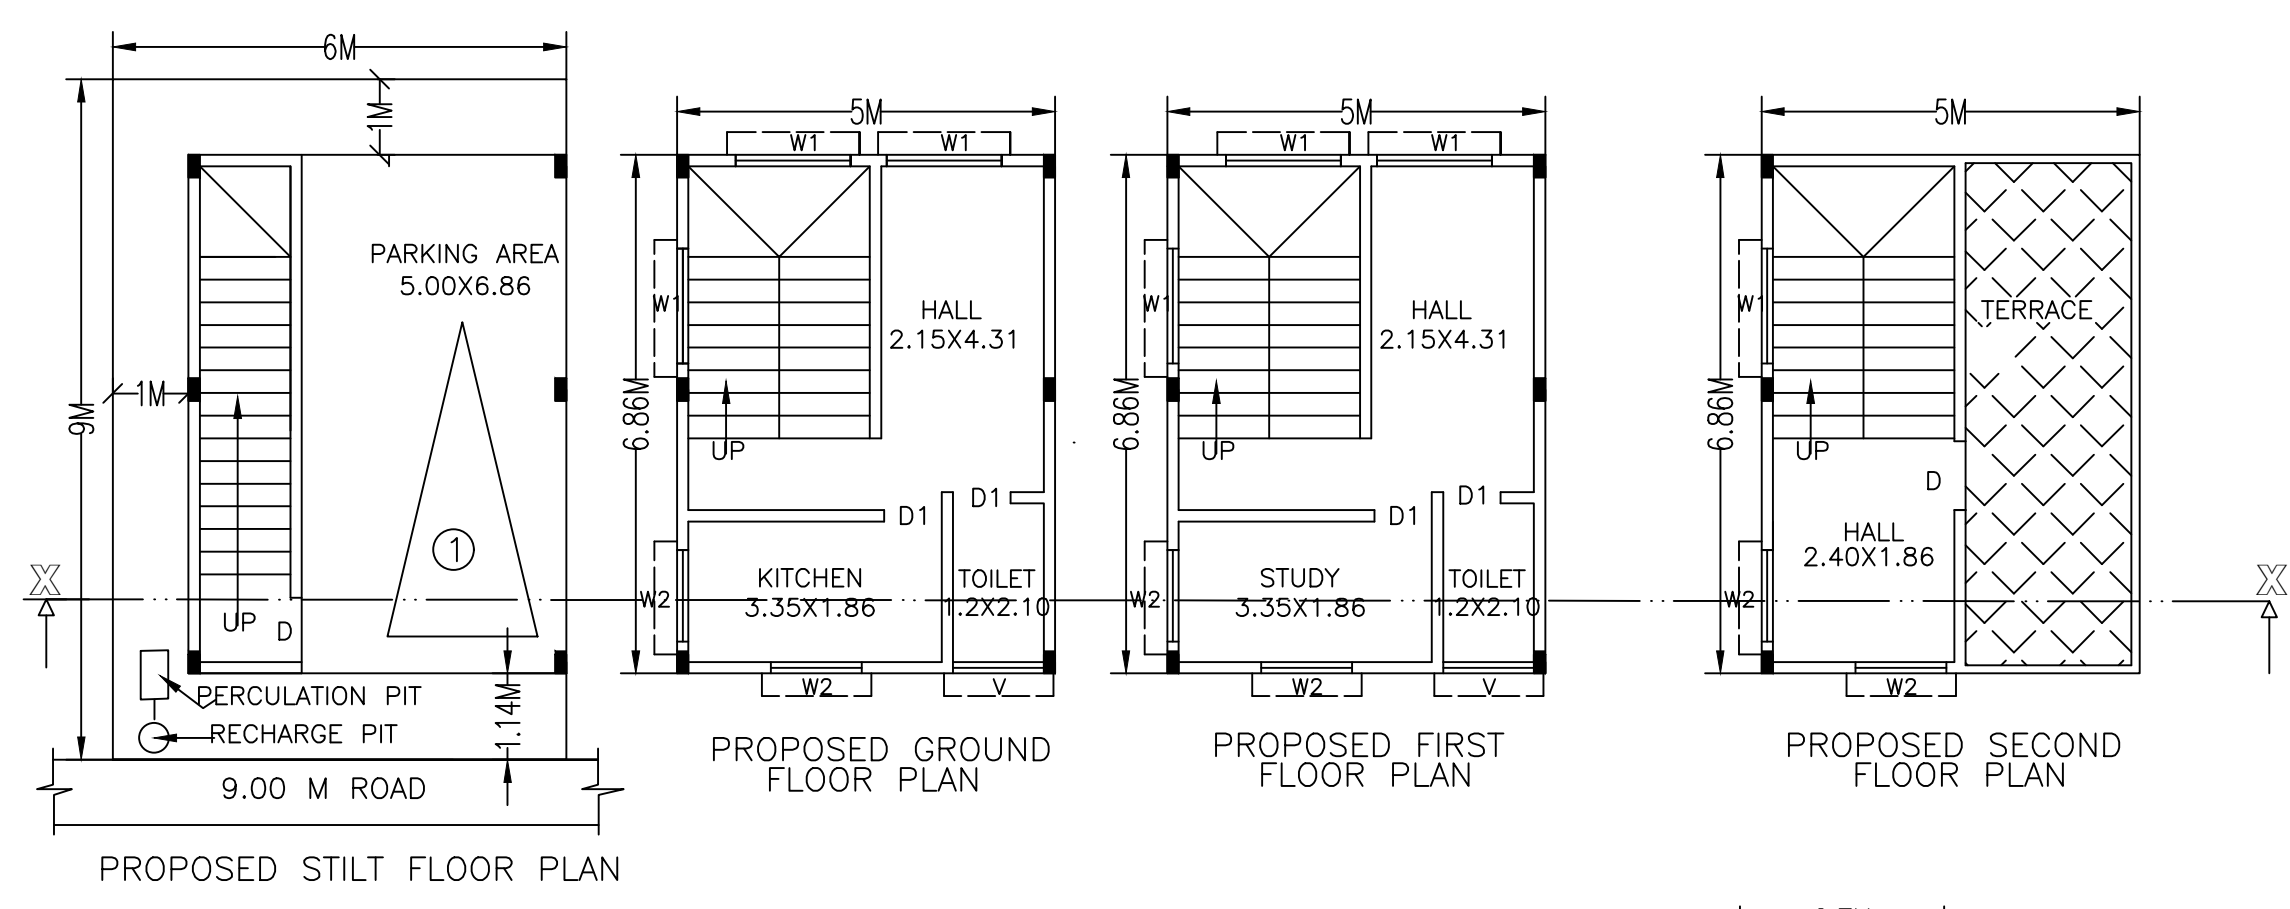 6M
1M
PARKING AREA
5.00X6.86
9M
1M
1
X
UP
D
PERCULATION PIT
RECHARGE PIT
1.14M
9.00 M ROAD
PROPOSED STILT FLOOR PLAN
5M
W1
W1
W1
HALL
2.15X4.31
6.86M
UP
D1
D1
KITCHEN
3.35X1.86
TOILET
1.2X2.10
W2
W2
V
PROPOSED GROUND
FLOOR PLAN
5M
W1
W1
W1
HALL
2.15X4.31
6.86M
UP
D1
D1
STUDY
3.35X1.86
TOILET
1.2X2.10
W2
W2
V
PROPOSED FIRST
FLOOR PLAN
5M
W1
TERRACE
6.86M
UP
D
HALL
2.40X1.86
W2
X
W2
PROPOSED SECOND
FLOOR PLAN